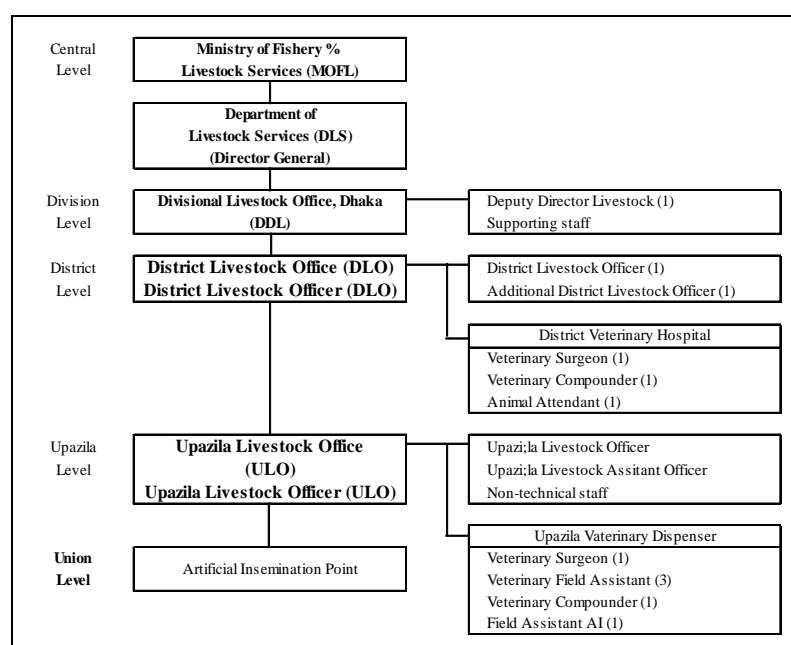 Central
Level
Ministry of Fishery %
Livestock Services (MOFL)
Department of
Livestock Services (DLS)
(Director General)
Division
Level
Divisional Livestock Office, Dhaka
(DDL)
Deputy Director Livestock (1)
Supporting staff
District
Level
District Livestock Office (DLO)
District Livestock Officer (DLO)
District Livestock Officer (1)
Additional District Livestock Officer (1)
District Veterinary Hospital
Veterinary Surgeon (1)
Veterinary Compounder (1)
Animal Attendant (1)
Upazila
Level
Upazila Livestock Office
(ULO)
Upazila Livestock Officer (ULO)
Upazi;la Livestock Officer
Upazi;la Livestock Assitant Officer
Non-technical staff
Upazila Vaterinary Dispenser
Veterinary Surgeon (1)
Veterinary Field Assistant (3)
Veterinary Compounder (1)
Field Assistant AI (1)
Union
Level
Artificial Insemination Point